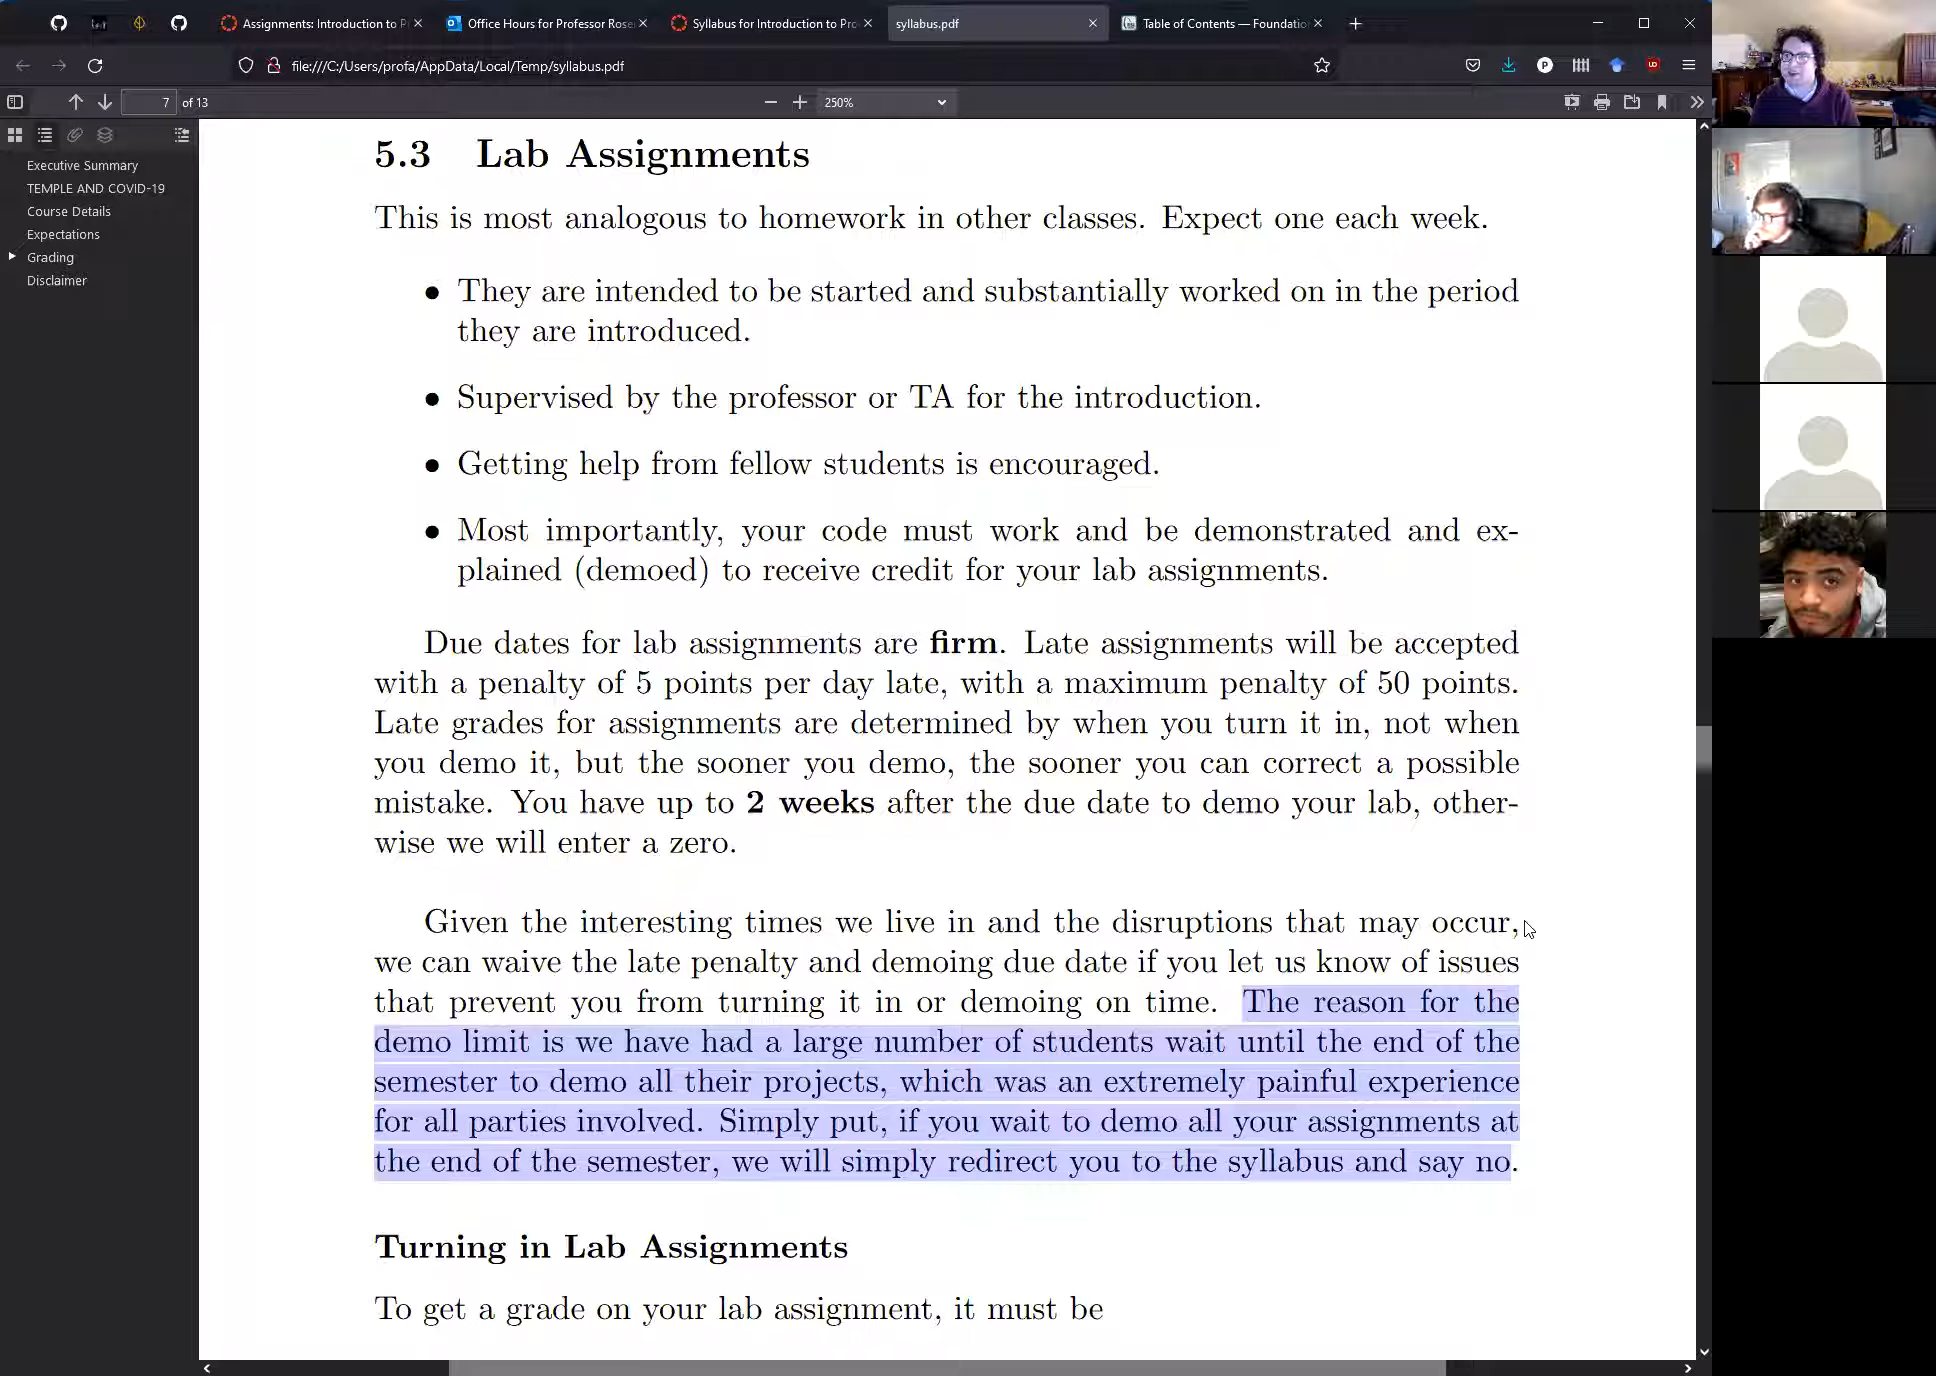 Assignments: Introduction to P
Office Hours for Professor Rose
Syllabus for Introduction to Pro
syllabus.pdf
Table of Contents — Foundatio
file:///C:/Users/profa/AppData/Local/Temp/syllabus.pdf
7 of 13
250%
Executive Summary
TEMPLE AND COVID-19
Course Details
Expectations
Grading
Disclaimer
5.3 Lab Assignments
This is most analogous to homework in other classes. Expect one each week.
• They are intended to be started and substantially worked on in the period
they are introduced.
• Supervised by the professor or TA for the introduction.
• Getting help from fellow students is encouraged.
• Most importantly, your code must work and be demonstrated and ex-
plained (demoed) to receive credit for your lab assignments.
Due dates for lab assignments are firm. Late assignments will be accepted
with a penalty of 5 points per day late, with a maximum penalty of 50 points.
Late grades for assignments are determined by when you turn it in, not when
you demo it, but the sooner you demo, the sooner you can correct a possible
mistake. You have up to 2 weeks after the due date to demo your lab, other-
wise we will enter a zero.
Given the interesting times we live in and the disruptions that may occur,
we can waive the late penalty and demoing due date if you let us know of issues
that prevent you from turning it in or demoing on time. The reason for the
demo limit is we have had a large number of students wait until the end of the
semester to demo all their projects, which was an extremely painful experience
for all parties involved. Simply put, if you wait to demo all your assignments at
the end of the semester, we will simply redirect you to the syllabus and say no.
Turning in Lab Assignments
To get a grade on your lab assignment, it must be